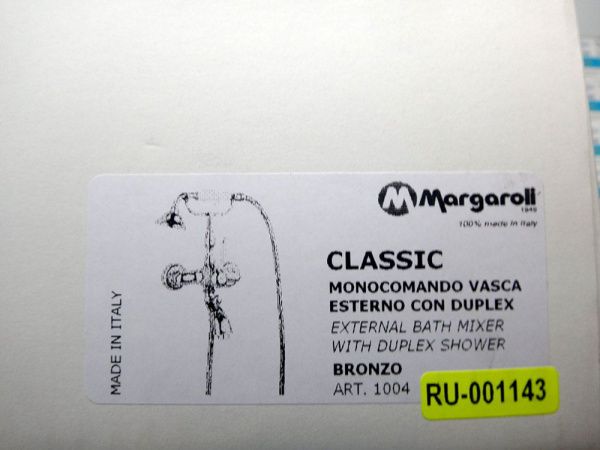 Margaroli
1945
100% made in Italy
CLASSIC
MONOCOMANDO VASCA
ESTERNO CON DUPLEX
EXTERNAL BATH MIXER
WITH DUPLEX SHOWER
BRONZO
ART. 1004
RU-001143
MADE IN ITALY